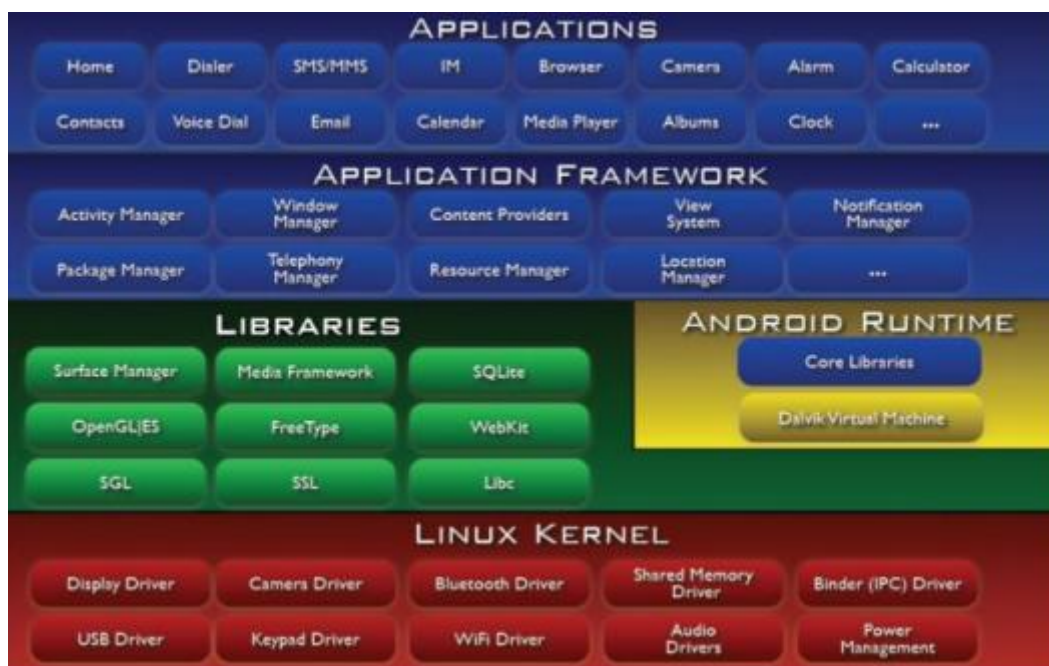 APPLICATIONS
Home Dialer SMS/MMS IM Browser Camera Alarm Calculator
Contacts Voice Dial Email Calendar Media Player Albums Clock ...
APPLICATION FRAMEWORK
Activity Manager Window Manager Content Providers View System Notification Manager
Package Manager Telephony Manager Resource Manager Location Manager ...
LIBRARIES
Surface Manager Media Framework SQLite
OpenGL|ES FreeType WebKit
SGL SSL Libc
ANDROID RUNTIME
Core Libraries
Dalvik Virtual Machine
LINUX KERNEL
Display Driver Camera Driver Bluetooth Driver Shared Memory Driver Binder (IPC) Driver
USB Driver Keypad Driver WiFi Driver Audio Drivers Power Management